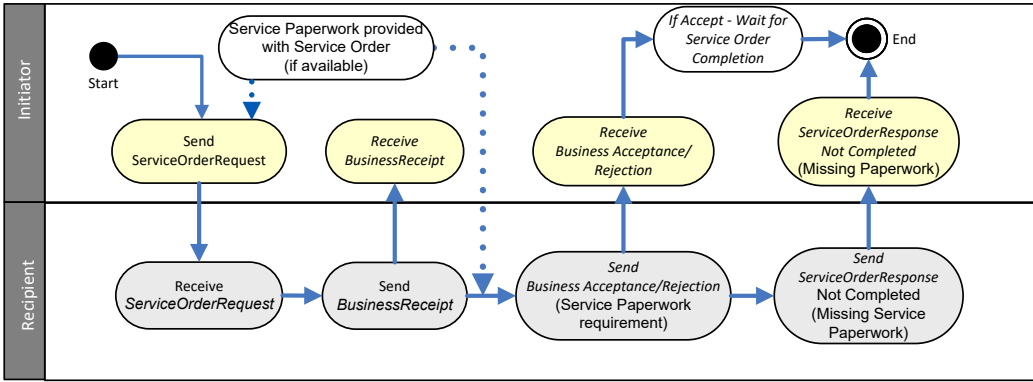 Initiator
Start
Service Paperwork provided
with Service Order
(if available)
If Accept - Wait for
Service Order
Completion
End
Send
ServiceOrderRequest
Receive
BusinessReceipt
Receive
Business Acceptance/
Rejection
Receive
ServiceOrderResponse
Not Completed
(Missing Paperwork)
Recipient
Receive
ServiceOrderRequest
Send
BusinessReceipt
Send
Business Acceptance/Rejection
(Service Paperwork
requirement)
Send
ServiceOrderResponse
Not Completed
(Missing Service
Paperwork)